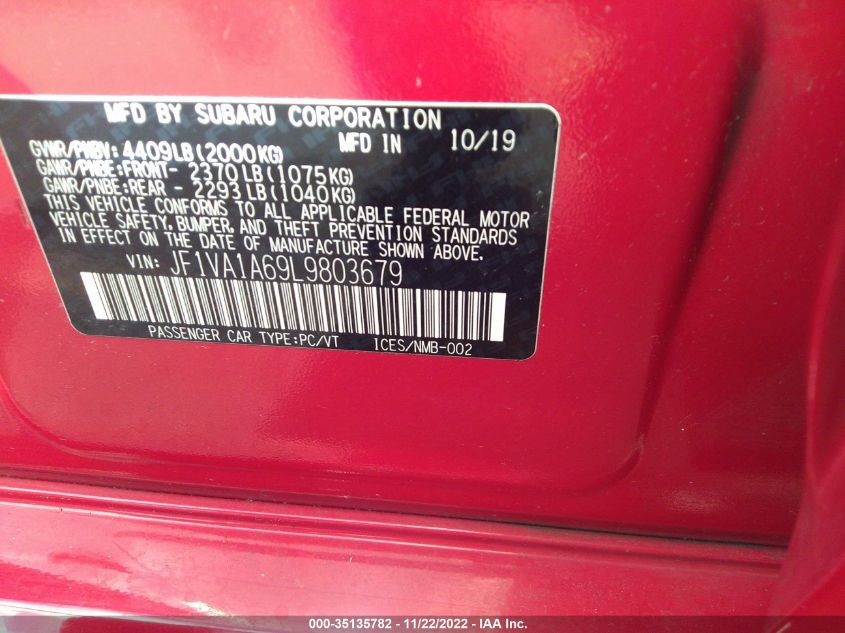 MFD BY SUBARU CORPORATION
MFD IN 10/19
GVWR/PNBV: 4409LB(2000KG)
GAWR/PNBE:FRONT- 2370LB(1075KG)
GAWR/PNBE:REAR - 2293LB(1040KG)
THIS VEHICLE CONFORMS TO ALL APPLICABLE FEDERAL MOTOR
VEHICLE SAFETY, BUMPER, AND THEFT PREVENTION STANDARDS
IN EFFECT ON THE DATE OF MANUFACTURE SHOWN ABOVE.
VIN: JF1VA1A69L9803679
PASSENGER CAR TYPE:PC/VT ICES/NMB-002
000-35135782 - 11/22/2022 - IAA Inc.